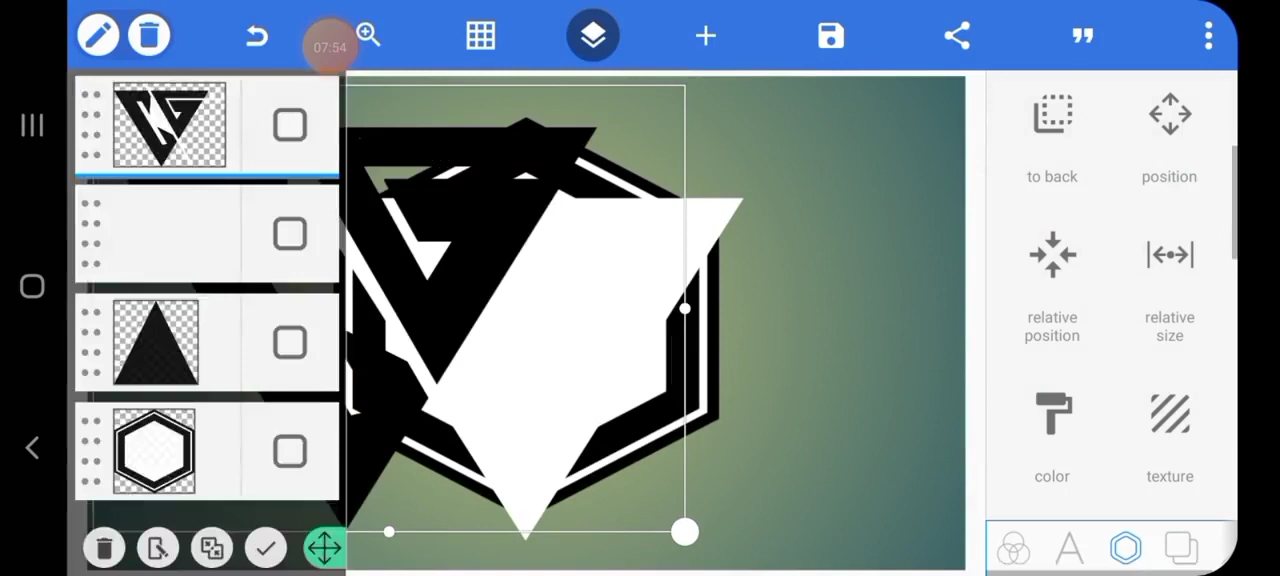 07:54
to back
position
relative
position
relative
size
color
texture